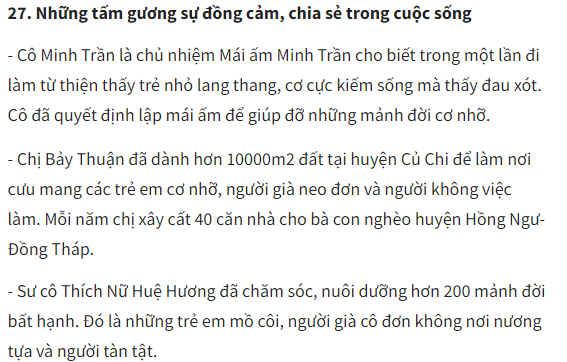 27. Những tấm gương sự đồng cảm, chia sẻ trong cuộc sống
- Cô Minh Trần là chủ nhiệm Mái ấm Minh Trần cho biết trong một lần đi
làm từ thiện thấy trẻ nhỏ lang thang, cơ cực kiếm sống mà thấy đau xót.
Cô đã quyết định lập mái ấm để giúp đỡ những mảnh đời cơ nhỡ.
- Chị Bảy Thuận đã dành hơn 10000m2 đất tại huyện Củ Chi để làm nơi
cưu mang các trẻ em cơ nhỡ, người già neo đơn và người không việc
làm. Mỗi năm chị xây cất 40 căn nhà cho bà con nghèo huyện Hồng Ngư-
Đồng Tháp.
- Sư cô Thích Nữ Huệ Hương đã chăm sóc, nuôi dưỡng hơn 200 mảnh đời
bất hạnh. Đó là những trẻ em mồ côi, người già cô đơn không nơi nương
tựa và người tàn tật.